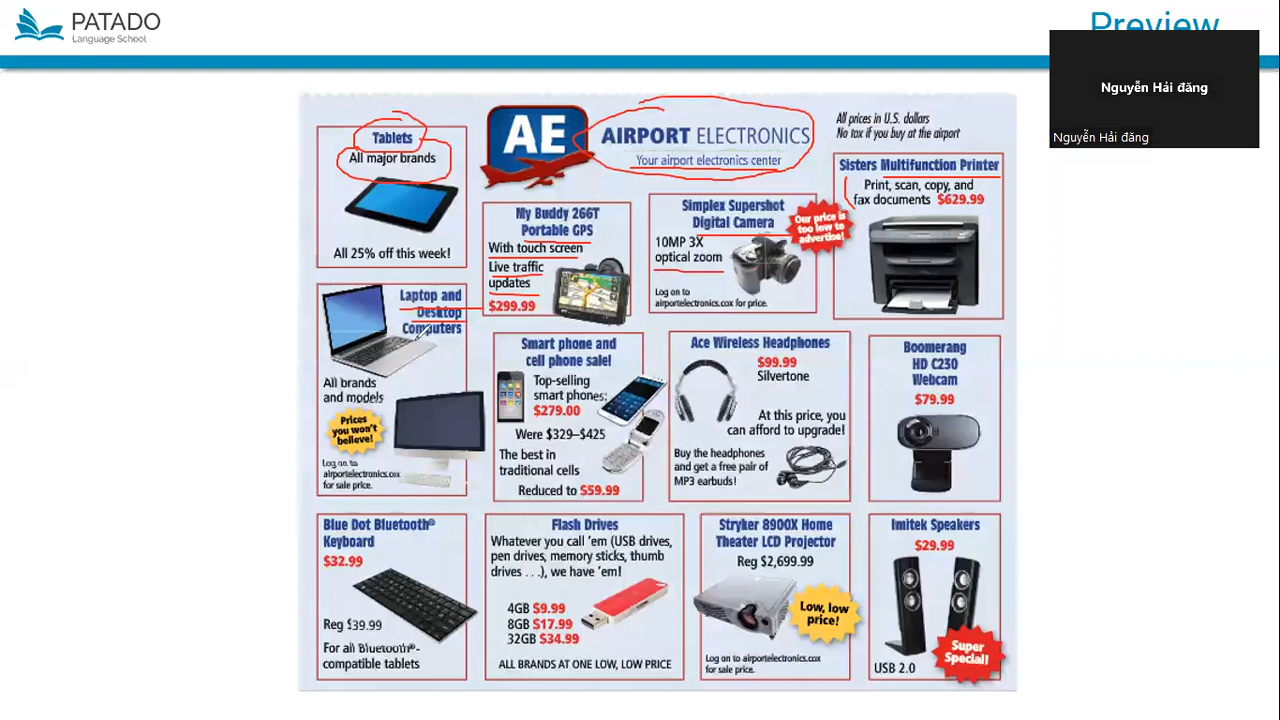 PATADO
Language School
Preview
Nguyễn Hải đăng
Nguyễn Hải đăng
Tablets
All major brands
All 25% off this week!
AE
AIRPORT ELECTRONICS
Your airport electronics center
All prices in U.S. dollars
No tax if you buy at the airport
My Buddy 266T
Portable GPS
With touch screen
Live traffic
updates
$299.99
Simplex Supershot
Digital Camera
10MP 3X
optical zoom
Our price is
too low to
advertise!
Log on to
airportelectronics.cox for price.
Sisters Multifunction Printer
Print, scan, copy, and
fax documents $629.99
Laptop and
Desktop
Computers
All brands
and models
Prices
you won't
believe!
Log on to
airportelectronics.cox
for sale price.
Smart phone and
cell phone sale!
Top-selling
smart phones:
$279.00
Were $329–$425
The best in
traditional cells
Reduced to $59.99
Ace Wireless Headphones
$99.99
Silvertone
At this price, you
can afford to upgrade!
Buy the headphones
and get a free pair of
MP3 earbuds!
Boomerang
HD C230
Webcam
$79.99
Blue Dot Bluetooth®
Keyboard
$32.99
Reg $39.99
For all Bluetooth®-
compatible tablets
Flash Drives
Whatever you call 'em (USB drives,
pen drives, memory sticks, thumb
drives . . .), we have 'em!
4GB $9.99
8GB $17.99
32GB $34.99
ALL BRANDS AT ONE LOW, LOW PRICE
Stryker 8900X Home
Theater LCD Projector
Reg $2,699.99
Low, low
price!
Log on to airportelectronics.cox
for sale price.
Imitek Speakers
$29.99
Super
Special!
USB 2.0